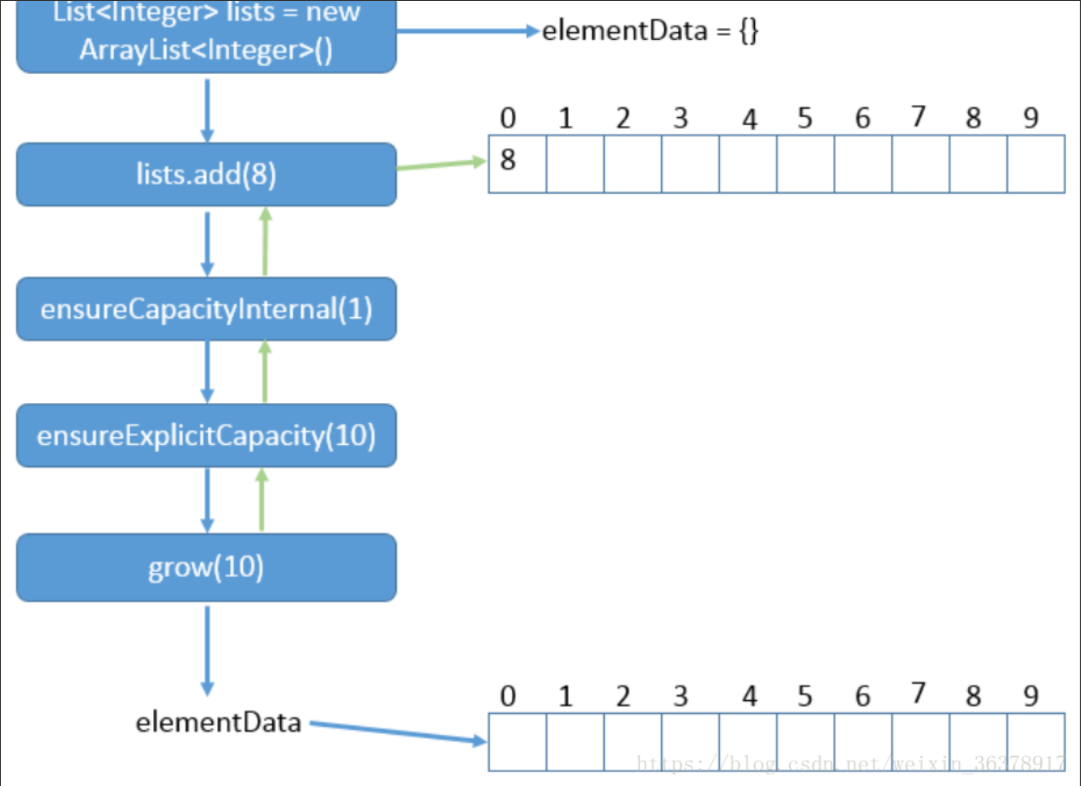 List<Integer> lists = new
ArrayList<Integer>()
elementData = {}
0 1 2 3 4 5 6 7 8 9
lists.add(8)
8
ensureCapacityInternal(1)
ensureExplicitCapacity(10)
grow(10)
0 1 2 3 4 5 6 7 8 9
elementData
https://blog.csdn.net/weixin_36378917